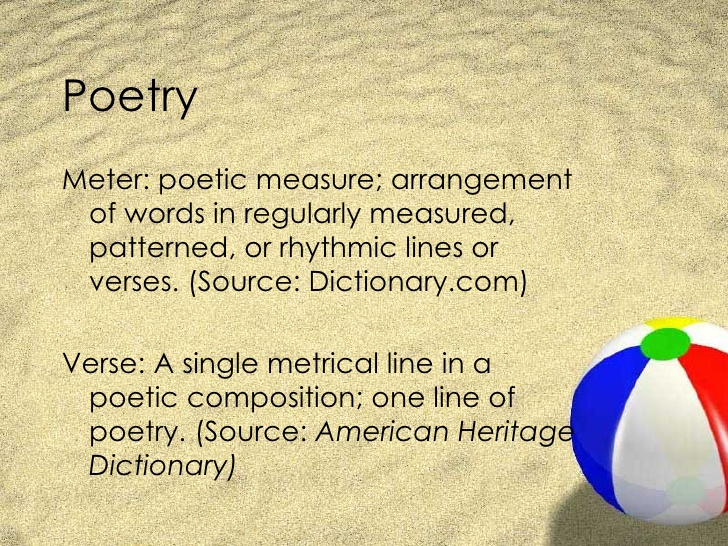 Poetry
Meter: poetic measure; arrangement
of words in regularly measured,
patterned, or rhythmic lines or
verses. (Source: Dictionary.com)
Verse: A single metrical line in a
poetic composition; one line of
poetry. (Source: American Heritage
Dictionary)